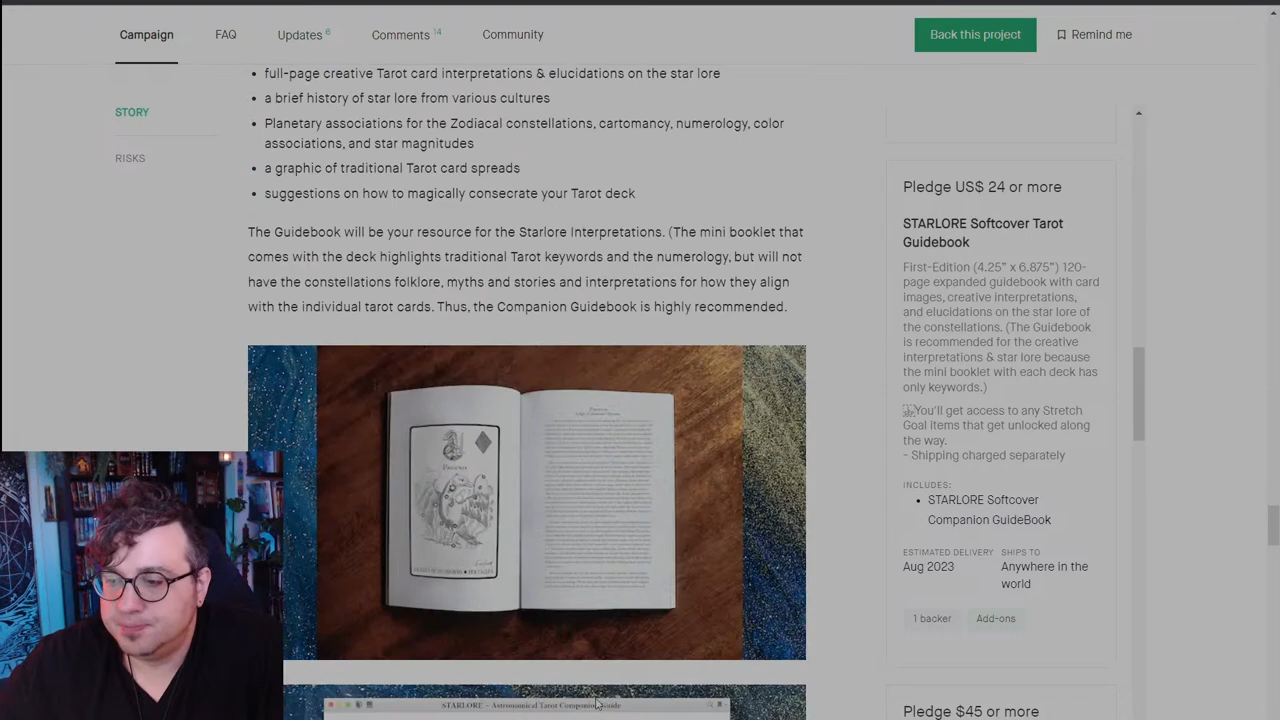 Campaign FAQ Updates 6 Comments 14 Community Back this project Remind me
STORY
RISKS
• full-page creative Tarot card interpretations & elucidations on the star lore
• a brief history of star lore from various cultures
• Planetary associations for the Zodiacal constellations, cartomancy, numerology, color
associations, and star magnitudes
• a graphic of traditional Tarot card spreads
• suggestions on how to magically consecrate your Tarot deck
The Guidebook will be your resource for the Starlore Interpretations. (The mini booklet that
comes with the deck highlights traditional Tarot keywords and the numerology, but will not
have the constellations folklore, myths and stories and interpretations for how they align
with the individual tarot cards. Thus, the Companion Guidebook is highly recommended.
STARLORE – Astronomical Tarot Companion Guide
Pledge US$ 24 or more
STARLORE Softcover Tarot
Guidebook
First-Edition (4.25” x 6.875”) 120-
page expanded guidebook with card
images, creative interpretations,
and elucidations on the star lore of
the constellations. (The Guidebook
is recommended for the creative
interpretations & star lore because
the mini booklet with each deck has
only keywords.)
You’ll get access to any Stretch
Goal items that get unlocked along
the way.
- Shipping charged separately
INCLUDES:
• STARLORE Softcover
Companion GuideBook
ESTIMATED DELIVERY SHIPS TO
Aug 2023 Anywhere in the
world
1 backer Add-ons
Pledge US$ 45 or more